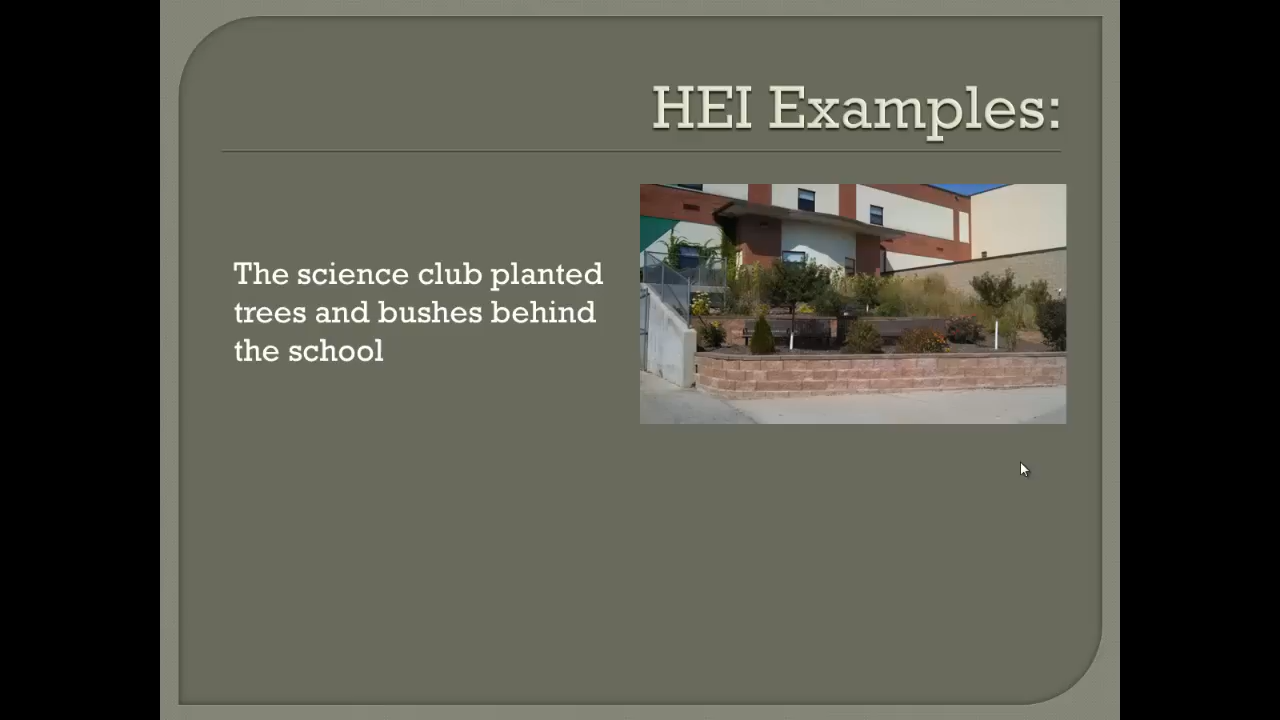 HEI Examples:
The science club planted
trees and bushes behind
the school